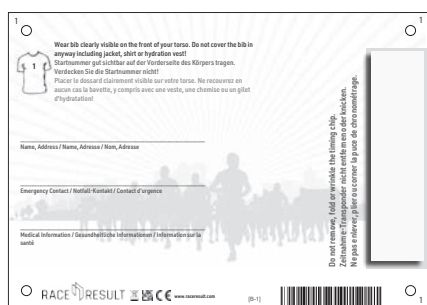 1
1
Wear bib clearly visible on the front of your torso. Do not cover the bib in
anyway including jacket, shirt or hydration vest!
Startnummer gut sichtbar auf der Vorderseite des Körpers tragen.
Verdecken Sie die Startnummer nicht!
Placer le dossard clairement visible sur votre torse. Ne recouvrez en
aucun cas la bavette, y compris avec une veste, une chemise ou un gilet
d'hydratation!
1
Name, Address / Name, Adresse / Nom, Adresse
Emergency Contact / Notfall-Kontakt / Contact d'urgence
Medical Information / Gesundheitliche Informationen / Information sur la
santé
Do not remove, fold or wrinkle the timing chip.
Zeitnahme-Transponder nicht entfernen oder knicken.
Ne pas enlever, plier ou corner la puce de chronométrage.
RACE RESULT
UK CA CE
www.raceresult.com
[B-1]
1